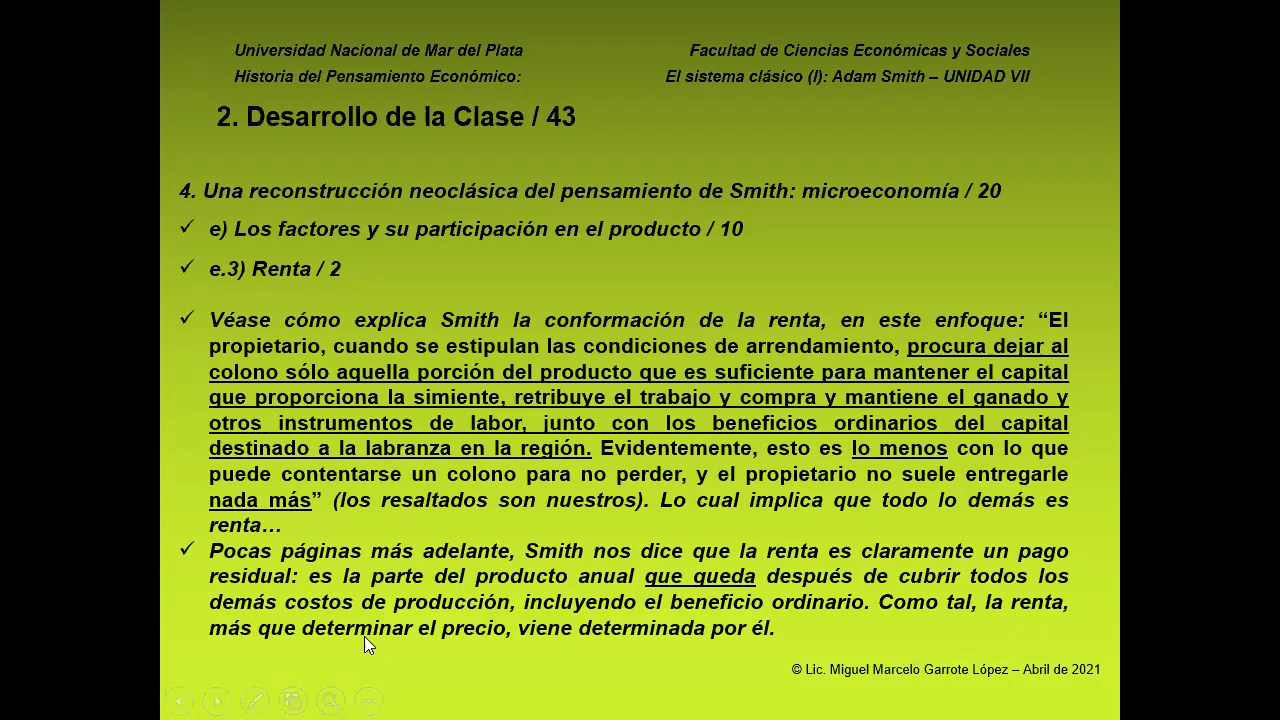 Universidad Nacional de Mar del Plata Facultad de Ciencias Económicas y Sociales
Historia del Pensamiento Económico: El sistema clásico (I): Adam Smith – UNIDAD VII
2. Desarrollo de la Clase / 43
4. Una reconstrucción neoclásica del pensamiento de Smith: microeconomía / 20
✓ e) Los factores y su participación en el producto / 10
✓ e.3) Renta / 2
✓ Véase cómo explica Smith la conformación de la renta, en este enfoque: “El
propietario, cuando se estipulan las condiciones de arrendamiento, procura dejar al
colono sólo aquella porción del producto que es suficiente para mantener el capital
que proporciona la simiente, retribuye el trabajo y compra y mantiene el ganado y
otros instrumentos de labor, junto con los beneficios ordinarios del capital
destinado a la labranza en la región. Evidentemente, esto es lo menos con lo que
puede contentarse un colono para no perder, y el propietario no suele entregarle
nada más” (los resaltados son nuestros). Lo cual implica que todo lo demás es
renta…
✓ Pocas páginas más adelante, Smith nos dice que la renta es claramente un pago
residual: es la parte del producto anual que queda después de cubrir todos los
demás costos de producción, incluyendo el beneficio ordinario. Como tal, la renta,
más que determinar el precio, viene determinada por él.
© Lic. Miguel Marcelo Garrote López – Abril de 2021